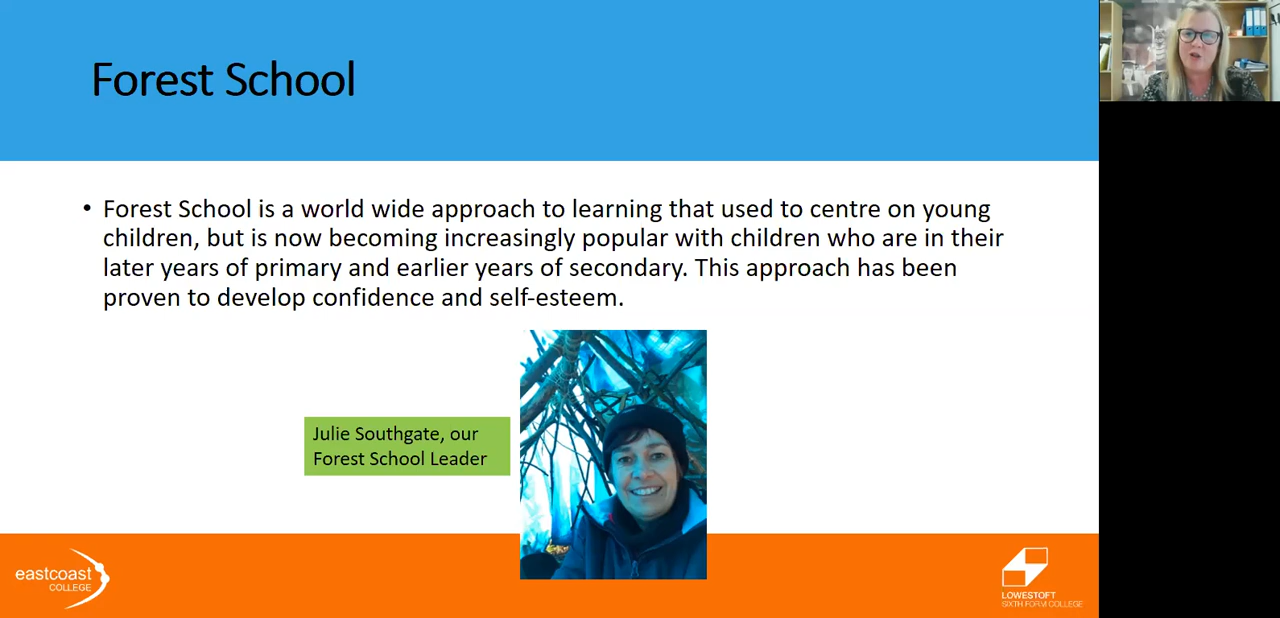 Forest School
• Forest School is a world wide approach to learning that used to centre on young
children, but is now becoming increasingly popular with children who are in their
later years of primary and earlier years of secondary. This approach has been
proven to develop confidence and self-esteem.
Julie Southgate, our
Forest School Leader
eastcoast
COLLEGE
LOWESTOFT
SIXTH FORM COLLEGE